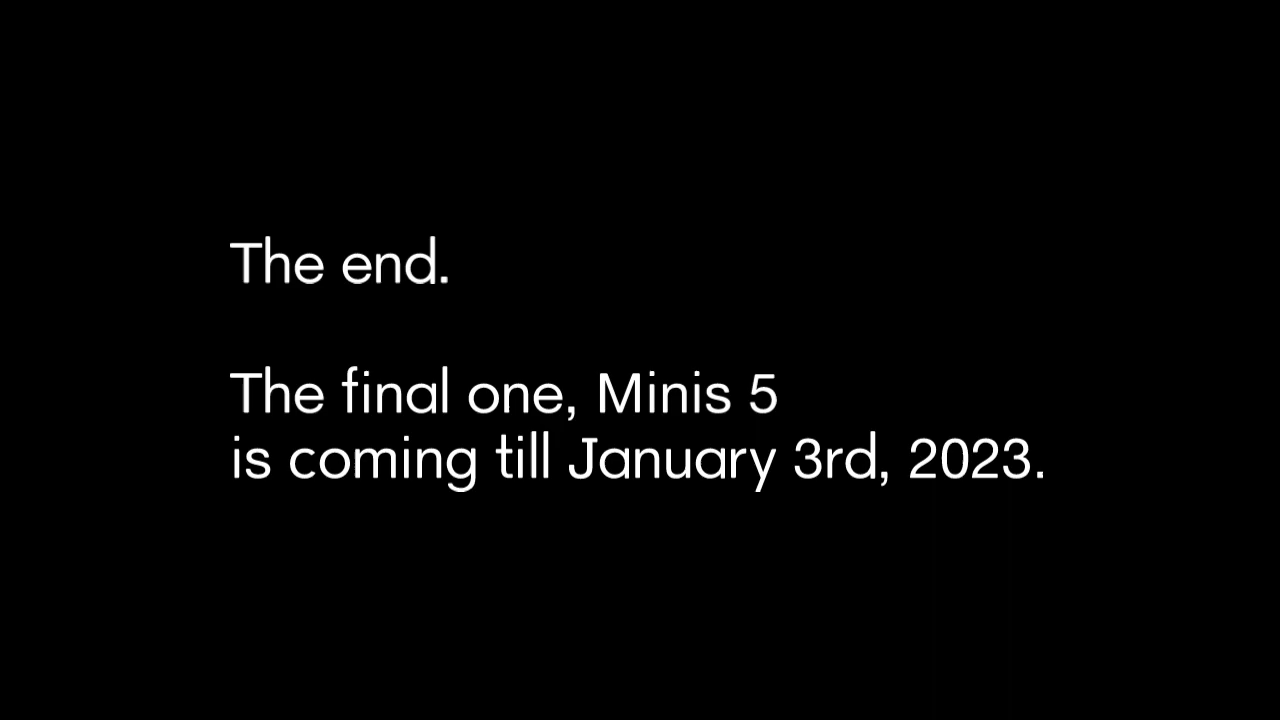 The end.
The final one, Minis 5
is coming till January 3rd, 2023.